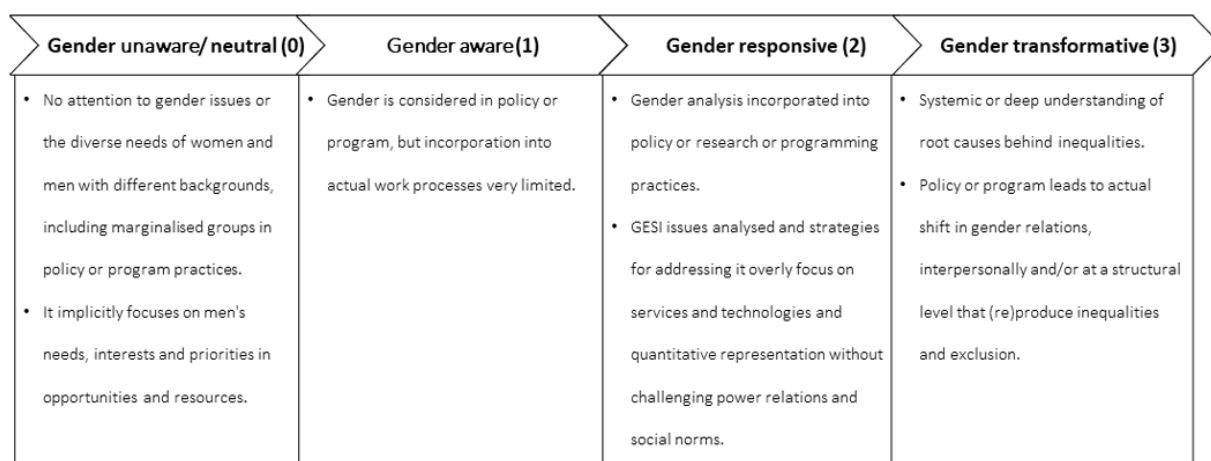 Gender unaware/ neutral (0)
Gender aware (1)
Gender responsive (2)
Gender transformative (3)
• No attention to gender issues or
the diverse needs of women and
men with different backgrounds,
including marginalised groups in
policy or program practices.
• It implicitly focuses on men's
needs, interests and priorities in
opportunities and resources.
• Gender is considered in policy or
program, but incorporation into
actual work processes very limited.
• Gender analysis incorporated into
policy or research or programming
practices.
• GESI issues analysed and strategies
for addressing it overly focus on
services and technologies and
quantitative representation without
challenging power relations and
social norms.
• Systemic or deep understanding of
root causes behind inequalities.
• Policy or program leads to actual
shift in gender relations,
interpersonally and/or at a structural
level that (re)produce inequalities
and exclusion.